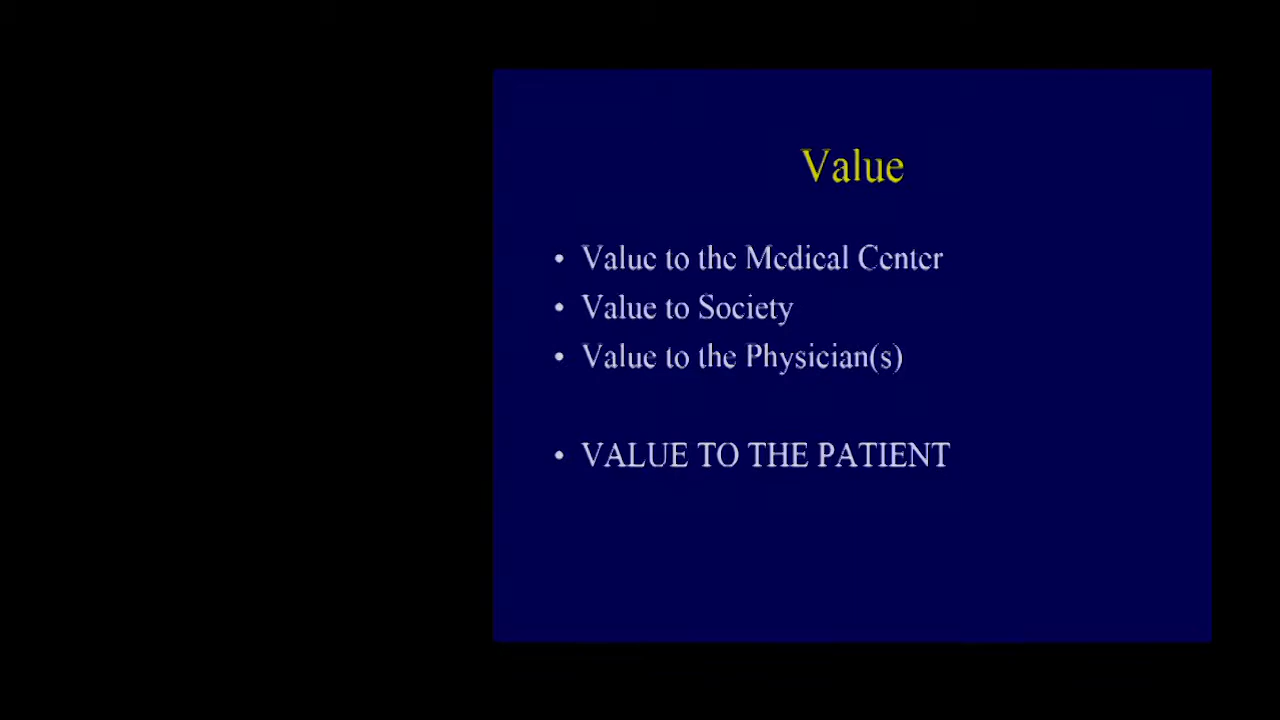 Value
• Value to the Medical Center
• Value to Society
• Value to the Physician(s)
• VALUE TO THE PATIENT